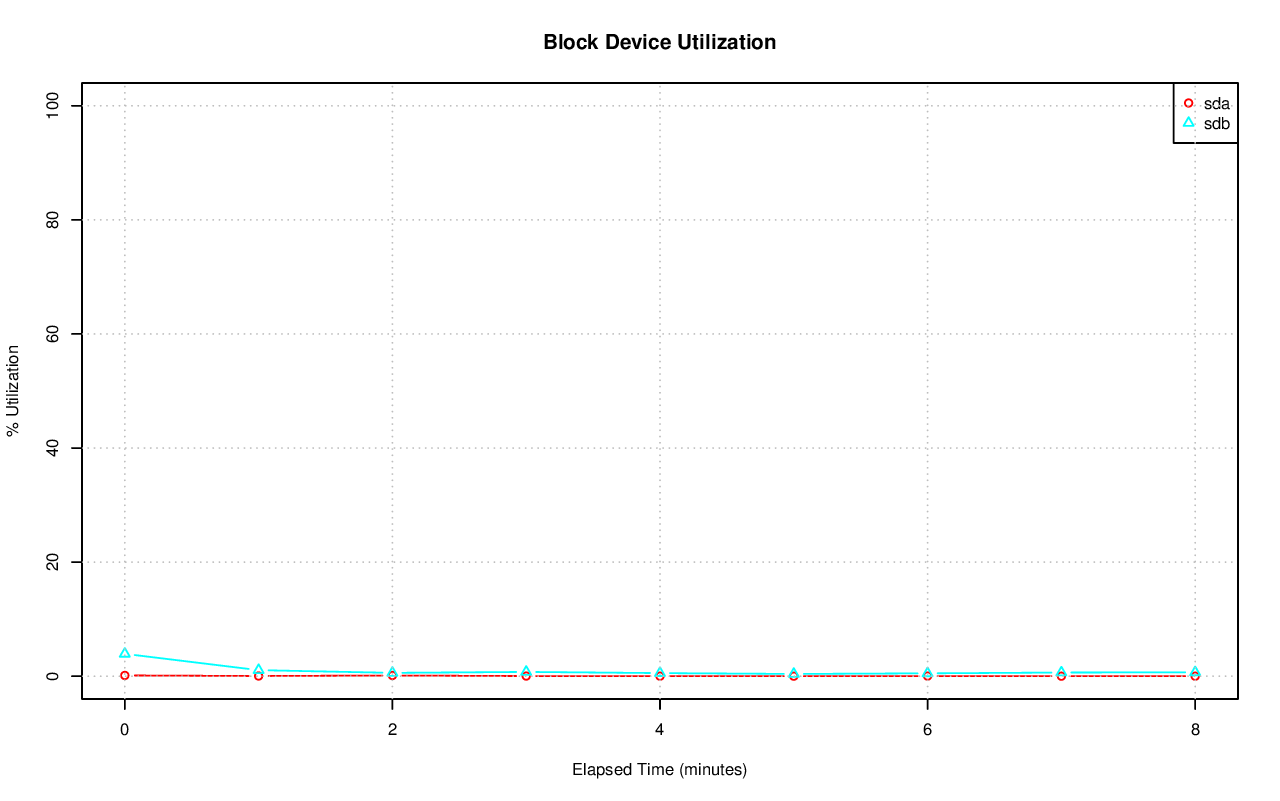 Block Device Utilization
sda
sdb
100
80
60
40
20
0
% Utilization
0 2 4 6 8
Elapsed Time (minutes)